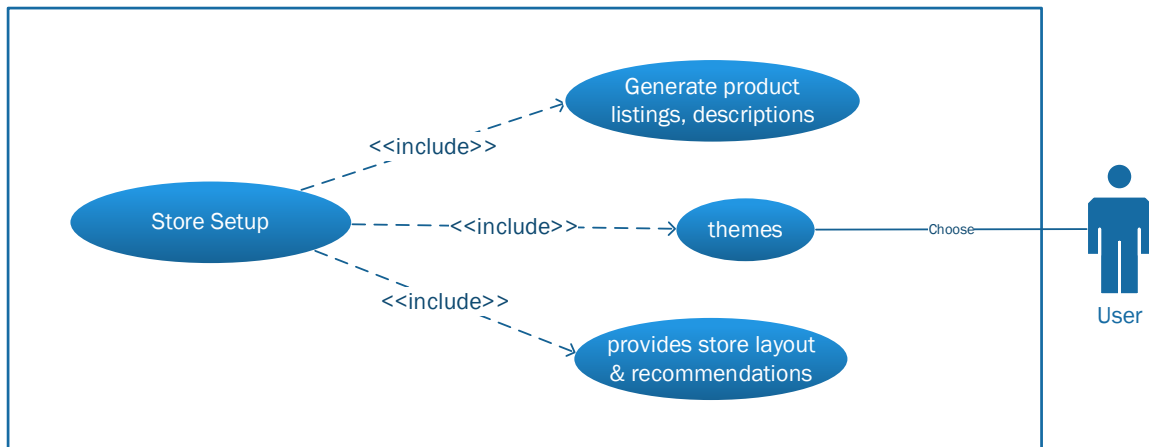 Generate product
listings, descriptions
<<include>>
Store Setup
<<include>>
themes
Choose
<<include>>
User
provides store layout
& recommendations